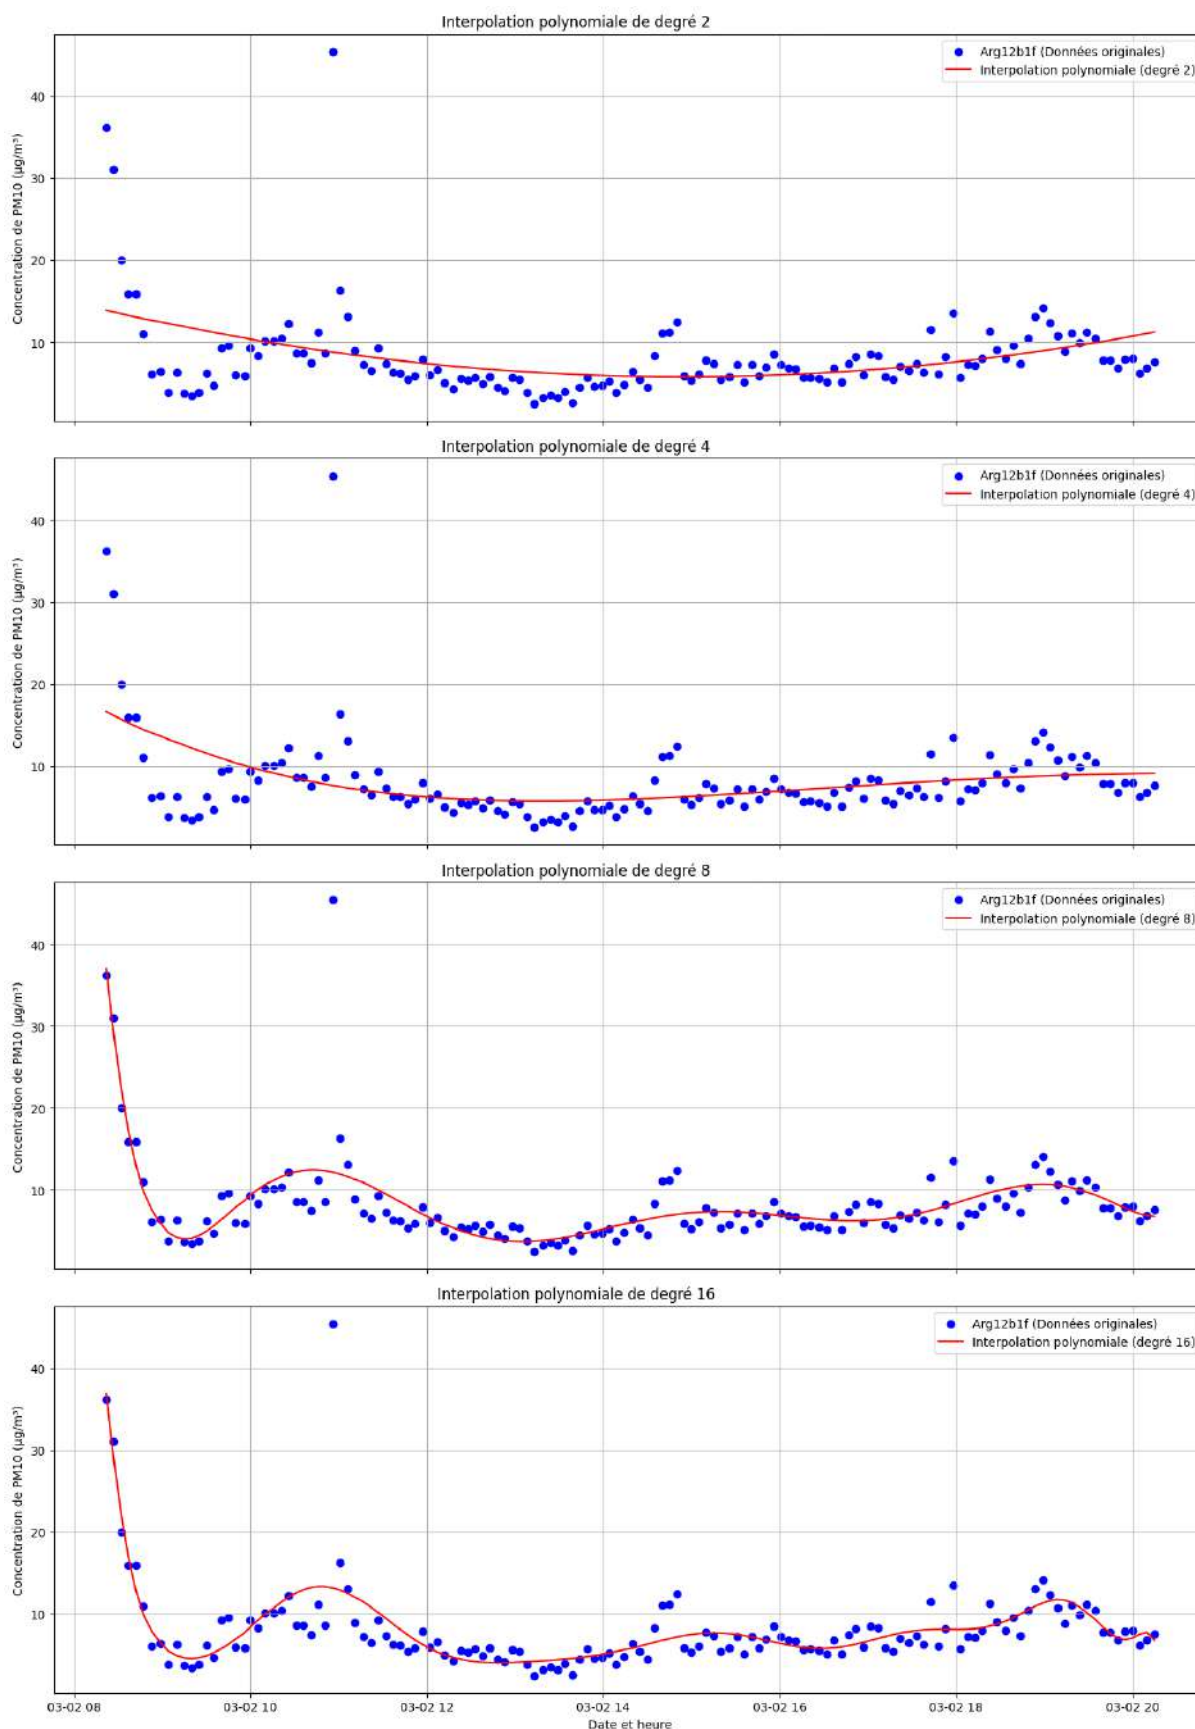 Interpolation polynomiale de degré 2
Arg12b1f (Données originales)
Interpolation polynomiale (degré 2)
Concentration de PM10 (µg/m³)
40
30
20
10
Interpolation polynomiale de degré 4
Arg12b1f (Données originales)
Interpolation polynomiale (degré 4)
Concentration de PM10 (µg/m³)
40
30
20
10
Interpolation polynomiale de degré 8
Arg12b1f (Données originales)
Interpolation polynomiale (degré 8)
Concentration de PM10 (µg/m³)
40
30
20
10
Interpolation polynomiale de degré 16
Arg12b1f (Données originales)
Interpolation polynomiale (degré 16)
Concentration de PM10 (µg/m³)
40
30
20
10
03-02 08
03-02 10
03-02 12
03-02 14
03-02 16
03-02 18
03-02 20
Date et heure